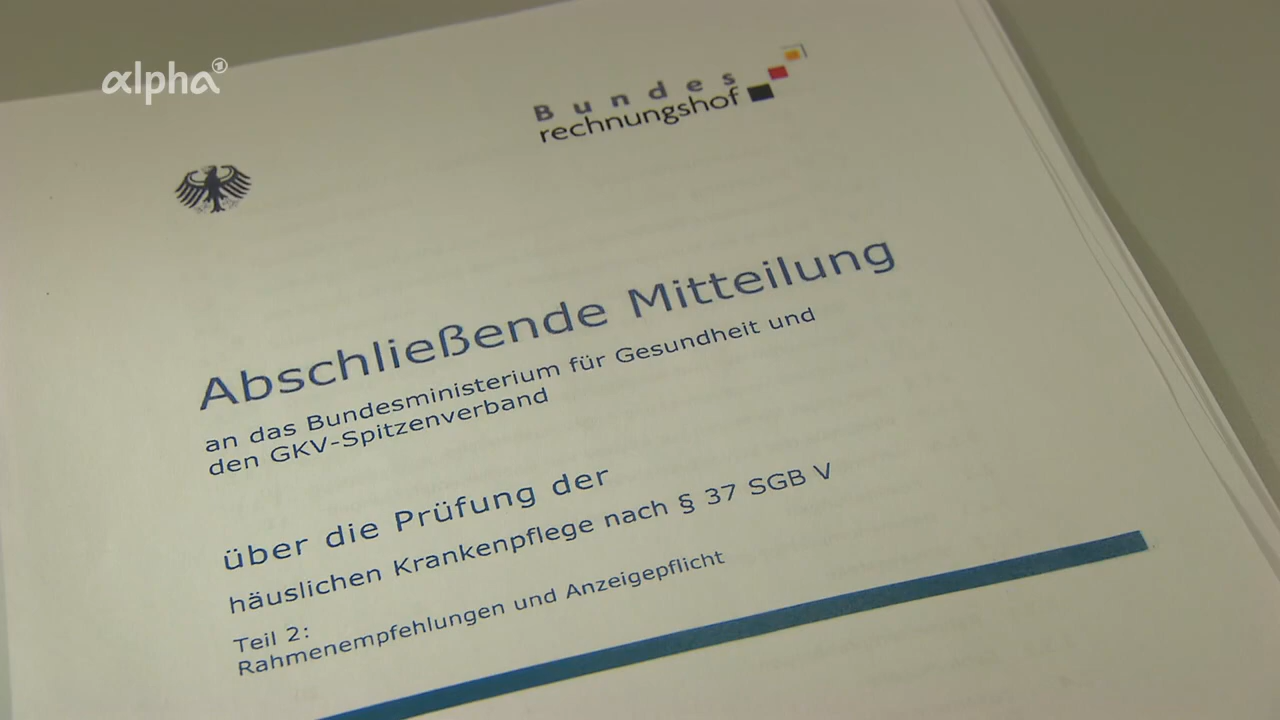 alpha
Bundes
rechnungshof
Abschließende Mitteilung
an das Bundesministerium für Gesundheit und
den GKV-Spitzenverband
über die Prüfung der
häuslichen Krankenpflege nach § 37 SGB V
Teil 2:
Rahmenempfehlungen und Anzeigepflicht